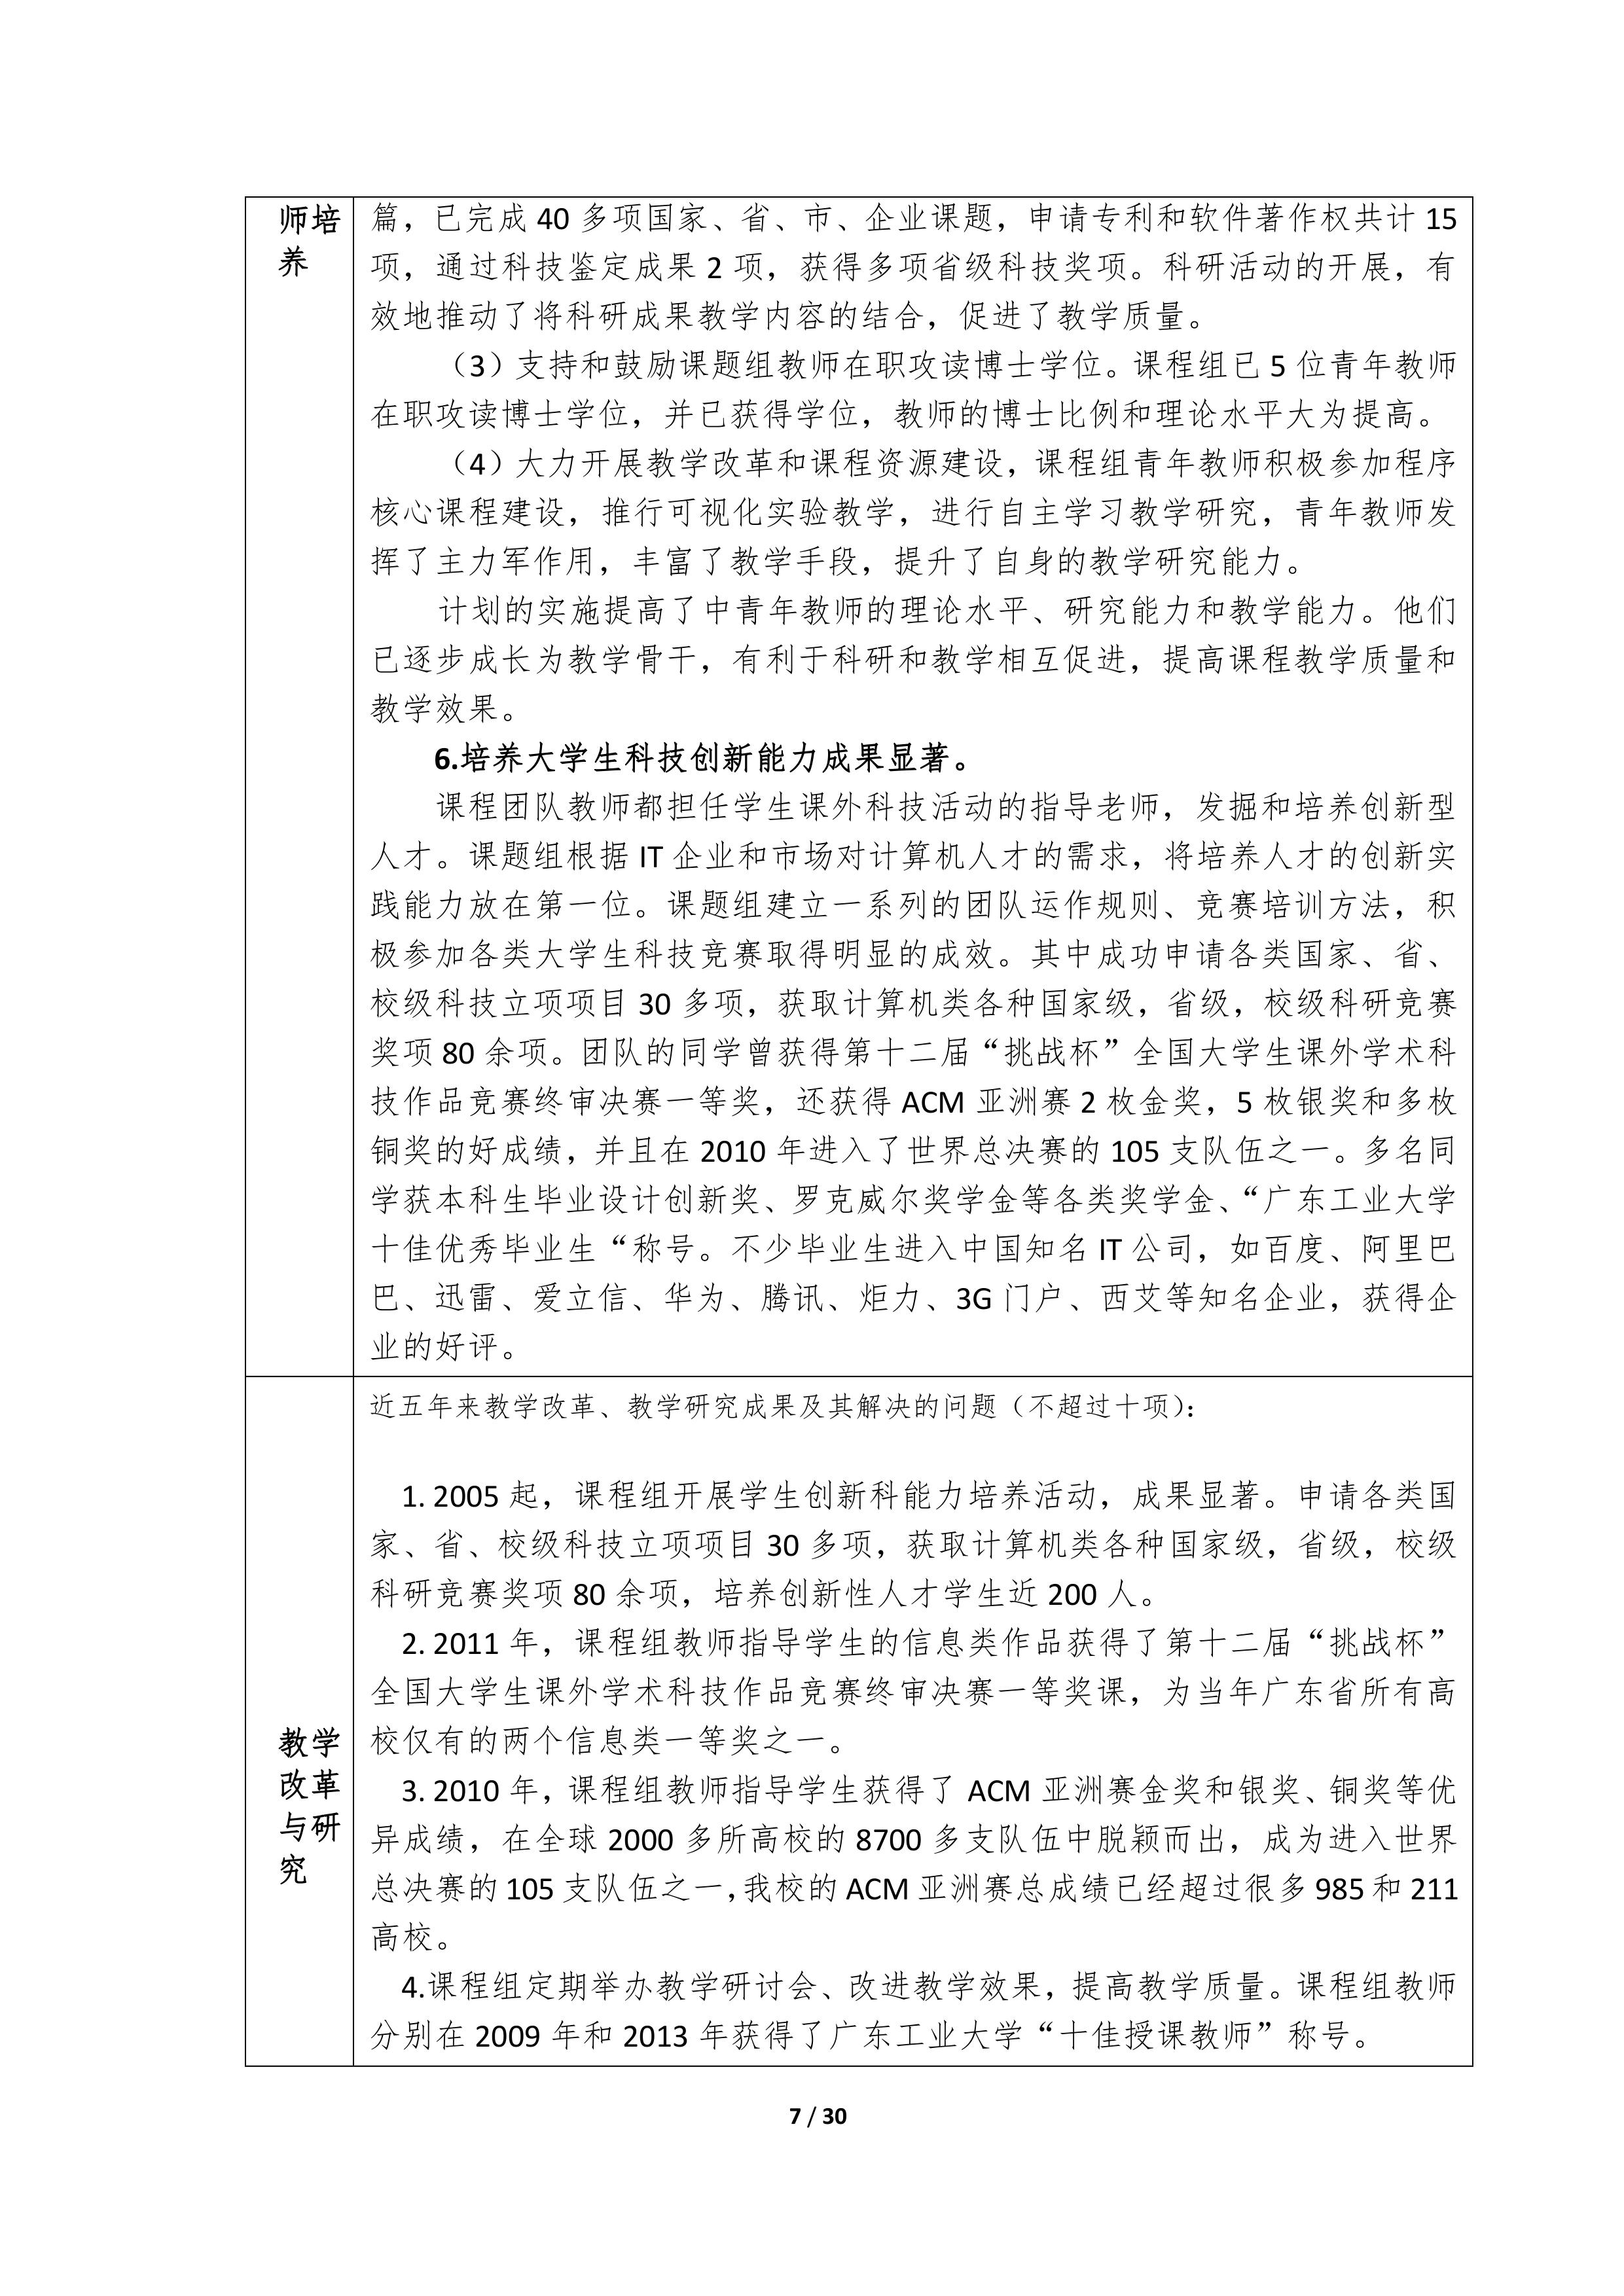 师培
养
篇，已完成 40 多项国家、省、市、企业课题，申请专利和软件著作权共计 15
项，通过科技鉴定成果 2 项，获得多项省级科技奖项。科研活动的开展，有
效地推动了将科研成果教学内容的结合，促进了教学质量。
（3）支持和鼓励课题组教师在职攻读博士学位。课程组已 5 位青年教师
在职攻读博士学位，并已获得学位，教师的博士比例和理论水平大为提高。
（4）大力开展教学改革和课程资源建设，课程组青年教师积极参加程序
核心课程建设，推行可视化实验教学，进行自主学习教学研究，青年教师发
挥了主力军作用，丰富了教学手段，提升了自身的教学研究能力。
计划的实施提高了中青年教师的理论水平、研究能力和教学能力。他们
已逐步成长为教学骨干，有利于科研和教学相互促进，提高课程教学质量和
教学效果。
6.培养大学生科技创新能力成果显著。
课程团队教师都担任学生课外科技活动的指导老师，发掘和培养创新型
人才。课题组根据 IT 企业和市场对计算机人才的需求，将培养人才的创新实
践能力放在第一位。课题组建立一系列的团队运作规则、竞赛培训方法，积
极参加各类大学生科技竞赛取得明显的成效。其中成功申请各类国家、省、
校级科技立项项目 30 多项，获取计算机类各种国家级，省级，校级科研竞赛
奖项 80 余项。团队的同学曾获得第十二届“挑战杯”全国大学生课外学术科
技作品竞赛终审决赛一等奖，还获得 ACM 亚洲赛 2 枚金奖，5 枚银奖和多枚
铜奖的好成绩，并且在 2010 年进入了世界总决赛的 105 支队伍之一。多名同
学获本科生毕业设计创新奖、罗克威尔奖学金等各类奖学金、“广东工业大学
十佳优秀毕业生“称号。不少毕业生进入中国知名 IT 公司，如百度、阿里巴
巴、迅雷、爱立信、华为、腾讯、炬力、3G 门户、西艾等知名企业，获得企
业的好评。
教学
改革
与研
究
近五年来教学改革、教学研究成果及其解决的问题（不超过十项）：
1. 2005 起，课程组开展学生创新科能力培养活动，成果显著。申请各类国
家、省、校级科技立项项目 30 多项，获取计算机类各种国家级，省级，校级
科研竞赛奖项 80 余项，培养创新性人才学生近 200 人。
2. 2011 年，课程组教师指导学生的信息类作品获得了第十二届“挑战杯”
全国大学生课外学术科技作品竞赛终审决赛一等奖课，为当年广东省所有高
校仅有的两个信息类一等奖之一。
3. 2010 年，课程组教师指导学生获得了 ACM 亚洲赛金奖和银奖、铜奖等优
异成绩，在全球 2000 多所高校的 8700 多支队伍中脱颖而出，成为进入世界
总决赛的 105 支队伍之一，我校的 ACM 亚洲赛总成绩已经超过很多 985 和 211
高校。
4.课程组定期举办教学研讨会、改进教学效果，提高教学质量。课程组教师
分别在 2009 年和 2013 年获得了广东工业大学“十佳授课教师”称号。
7 / 30